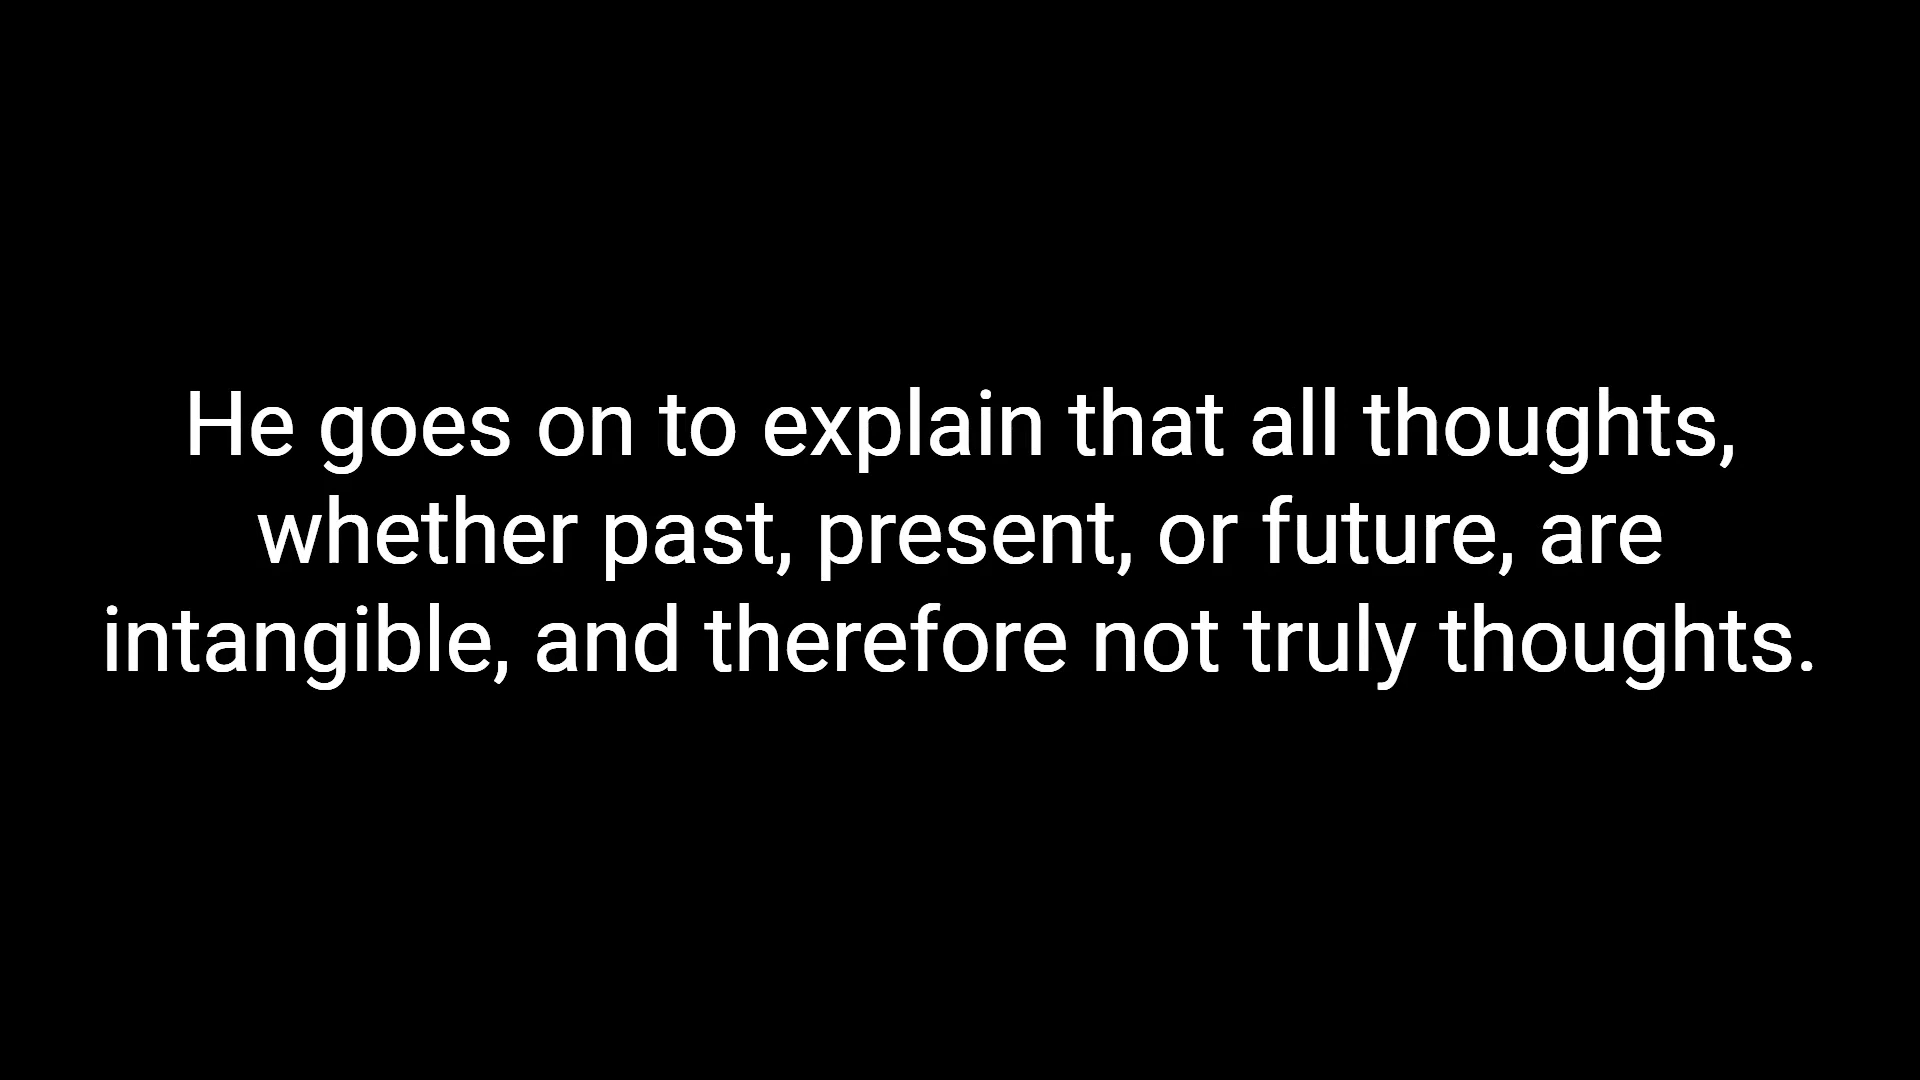 He goes on to explain that all thoughts,
whether past, present, or future, are
intangible, and therefore not truly thoughts.